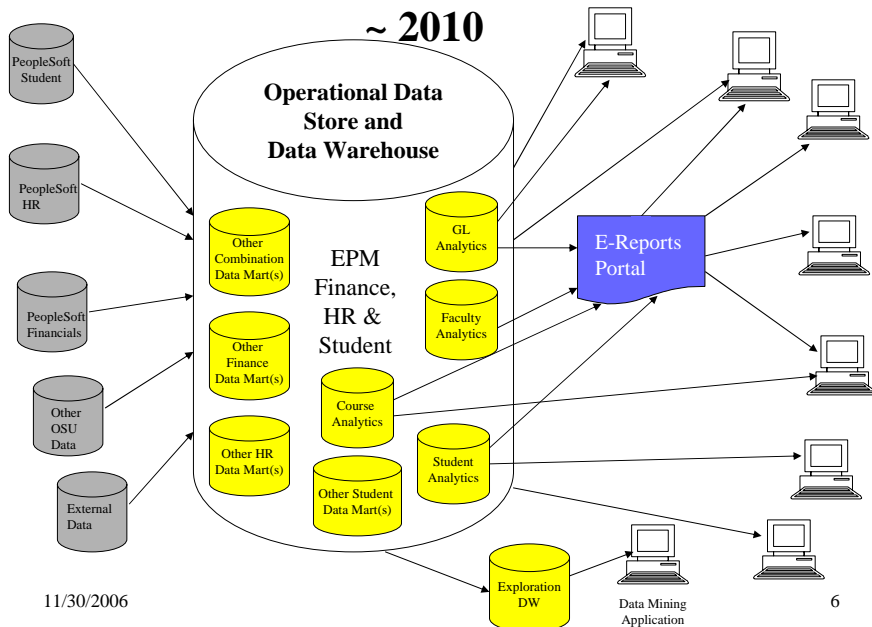 ~ 2010
PeopleSoft
Student
PeopleSoft
HR
PeopleSoft
Financials
Other
OSU
Data
External
Data
Operational Data
Store and
Data Warehouse
Other
Combination
Data Mart(s)
Other
Finance
Data Mart(s)
Other HR
Data Mart(s)
EPM
Finance,
HR &
Student
GL
Analytics
Faculty
Analytics
Course
Analytics
Student
Analytics
Other Student
Data Mart(s)
E-Reports
Portal
Exploration
DW
Data Mining
Application
11/30/2006
6